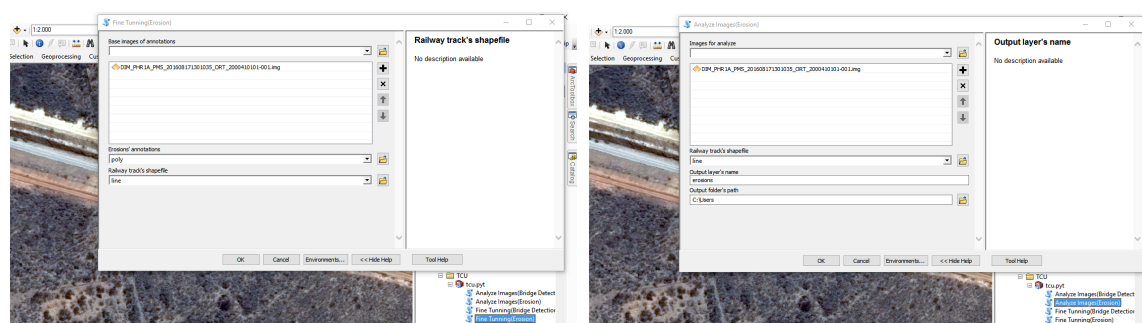 Fine Tunning(Erosion)
1:2.000
Selection Geoprocessing Cus
Base images of annotations
DIM_PHR1A_PMS_201608171301035_ORT_2000410101-001.img
Erosions' annotations
poly
Railway track's shapefile
line
Railway track's shapefile
No description available
OK Cancel Environments... << Hide Help Tool Help
ArcToolbox
Search
Catalog
TCU
tcu.pyt
Analyze Images(Bridge Detect
Analyze Images(Erosion)
Fine Tunning(Bridge Detection
Fine Tunning(Erosion)
Analyze Images(Erosion)
1:2.000
Selection Geoprocessing Cus
Images for analyze
DIM_PHR1A_PMS_201608171301035_ORT_2000410101-001.img
Railway track's shapefile
line
Output layer's name
erosions
Output folder's path
C:\Users
Output layer's name
No description available
OK Cancel Environments... << Hide Help Tool Help
TCU
tcu.pyt
Analyze Images(Bridge Detect
Analyze Images(Erosion)
Fine Tunning(Bridge Detection
Fine Tunning(Erosion)